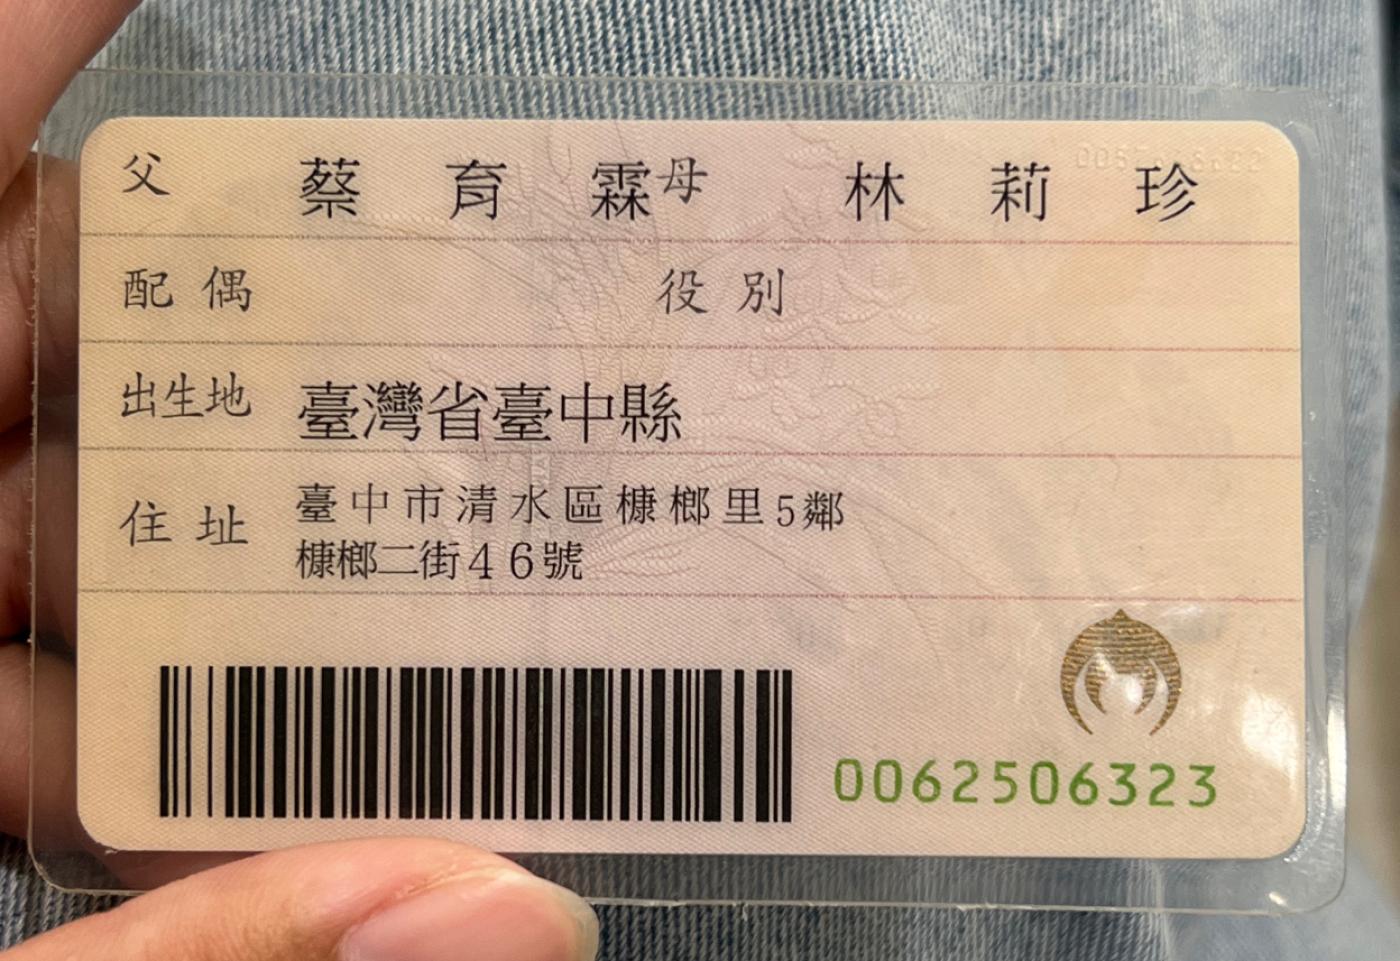 父 蔡育霖 母 林莉珍
配偶 役別
出生地 臺灣省臺中縣
住址 臺中市清水區槺榔里5鄰
槺榔二街46號
0062506323